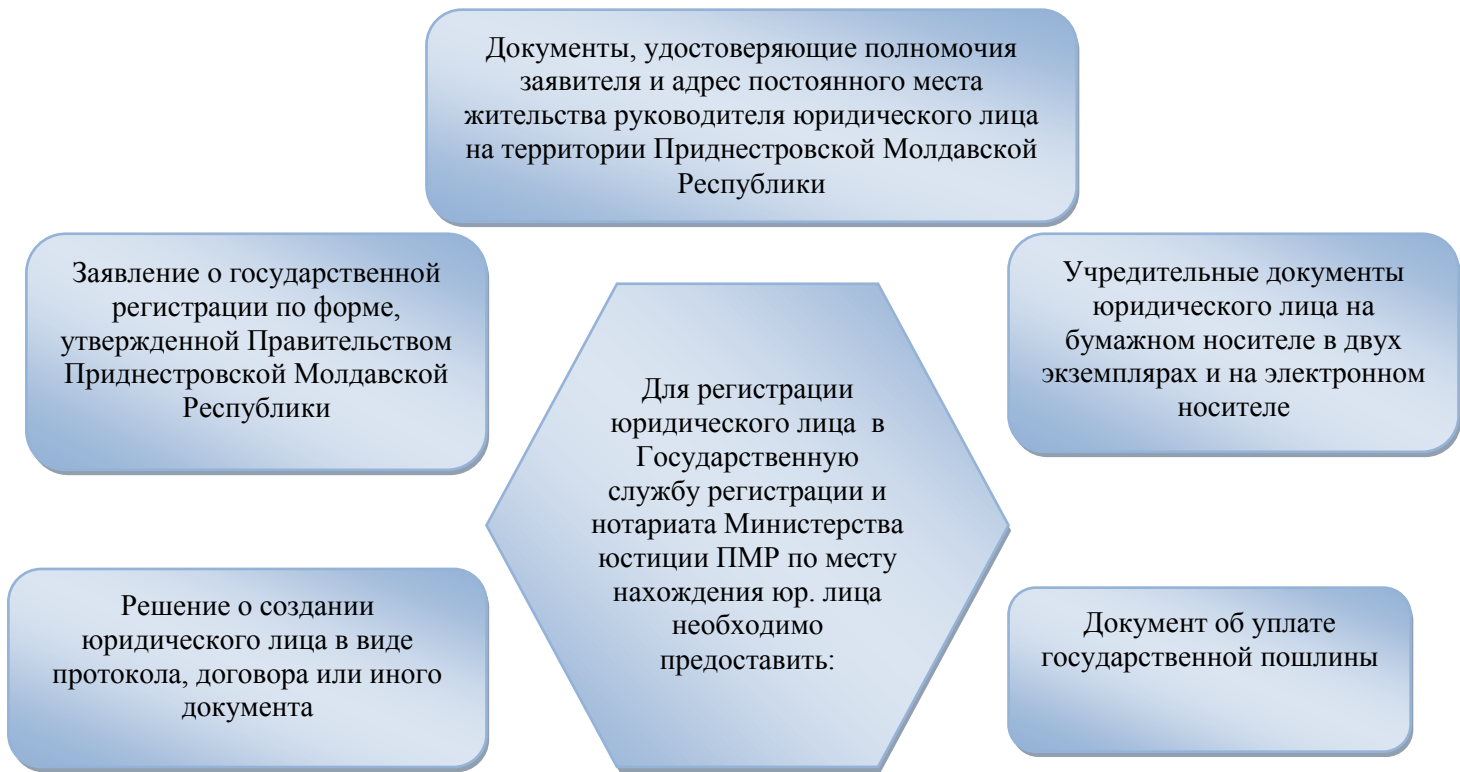 Документы, удостоверяющие полномочия
заявителя и адрес постоянного места
жительства руководителя юридического лица
на территории Приднестровской Молдавской
Республики
Заявление о государственной
регистрации по форме,
утвержденной Правительством
Приднестровской Молдавской
Республики
Учредительные документы
юридического лица на
бумажном носителе в двух
экземплярах и на электронном
носителе
Для регистрации
юридического лица в
Государственную
службу регистрации и
нотариата Министерства
юстиции ПМР по месту
нахождения юр. лица
необходимо
предоставить:
Решение о создании
юридического лица в виде
протокола, договора или иного
документа
Документ об уплате
государственной пошлины